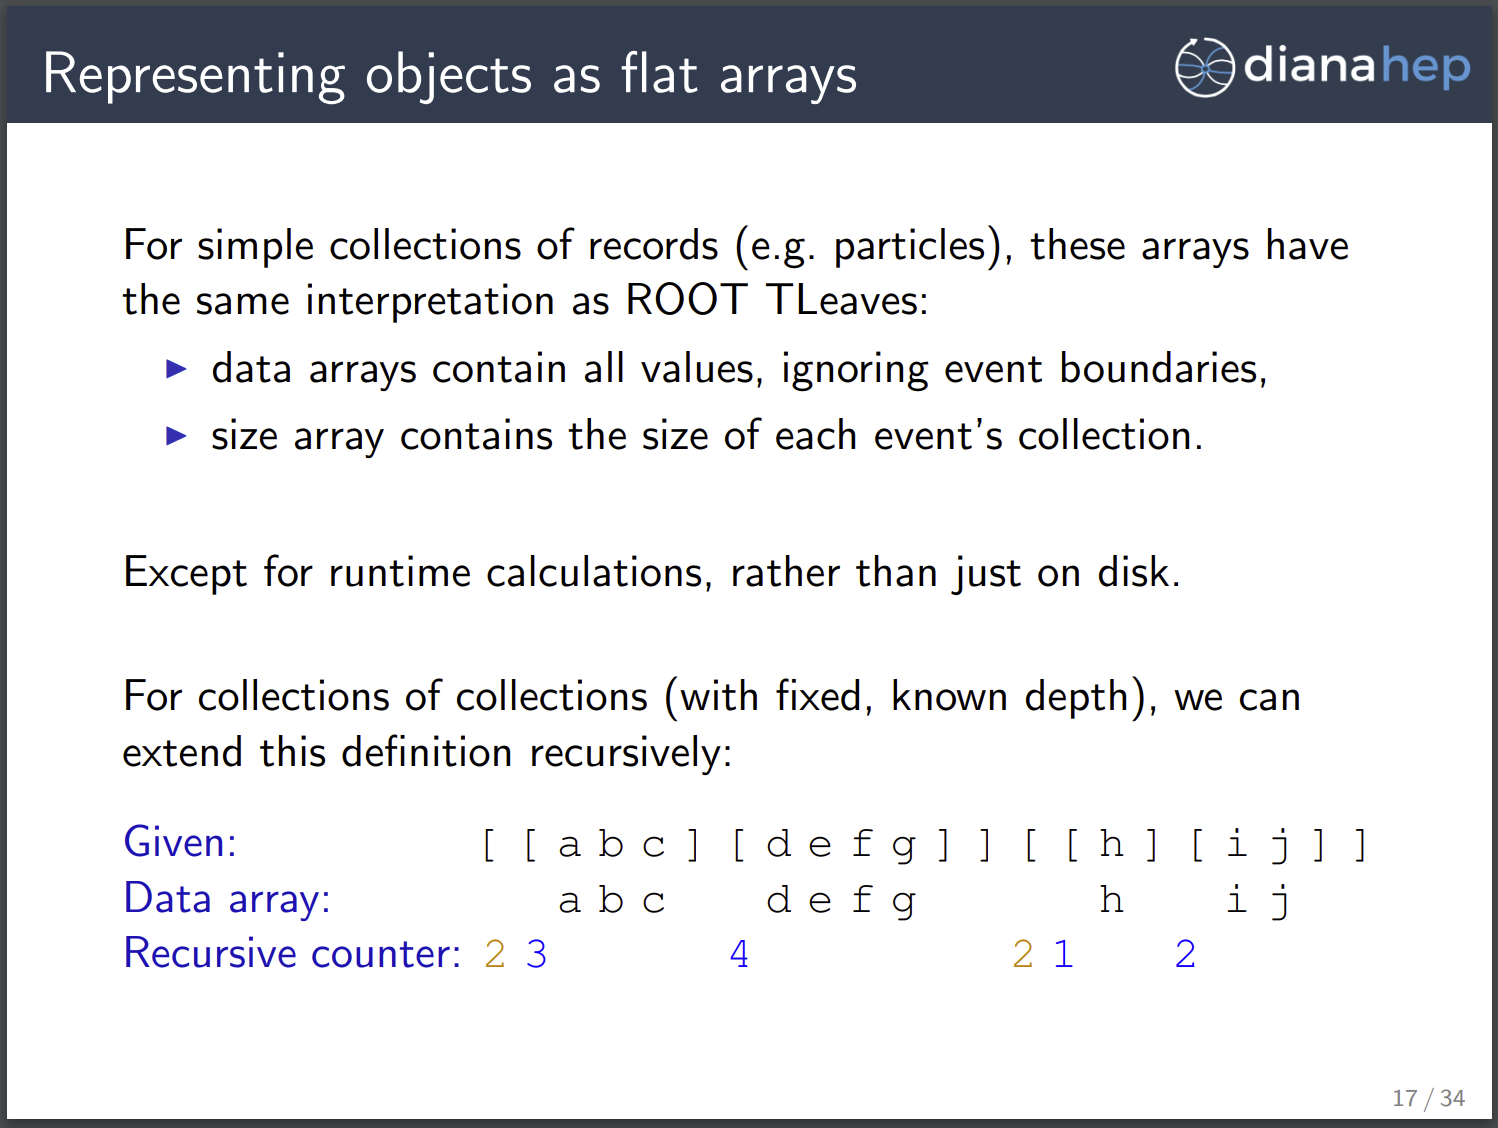 Representing objects as flat arrays
dianahep
For simple collections of records (e.g. particles), these arrays have
the same interpretation as ROOT TLeaves:
▶ data arrays contain all values, ignoring event boundaries,
▶ size array contains the size of each event's collection.
Except for runtime calculations, rather than just on disk.
For collections of collections (with fixed, known depth), we can
extend this definition recursively:
Given: [ [ a b c ] [ d e f g ] ] [ [ h ] [ i j ] ]
Data array: a b c d e f g h i j
Recursive counter: 2 3 4 2 1 2
17 / 34